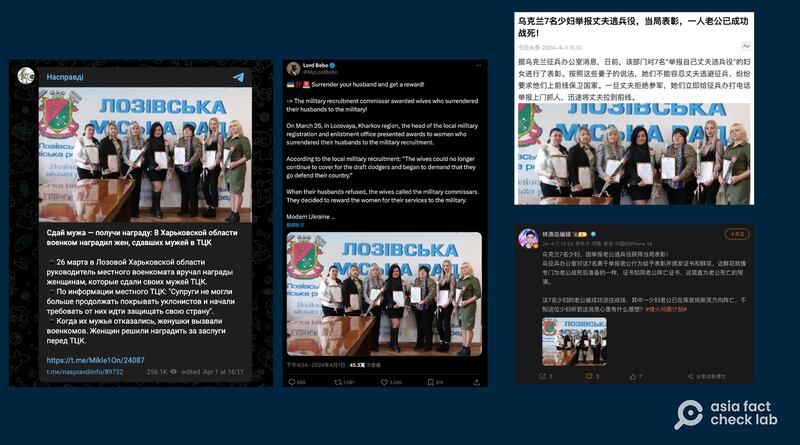 Насправді
ЛОЗІВСЬКА
МІСЬКА РАДА
Сдай мужа — получи награду: В Харьковской области
военком наградил жен, сдавших мужей в ТЦК
26 марта в Лозовой Харьковской области
руководитель местного военкомата вручал награды
женщинам, которые сдали своих мужей ТЦК.
По информации местных ТЦК: "Супруги не могли
больше продолжать покрывать уклонистов и начали
требовать от них идти защищать свою страну".
– Когда их мужья отказались, женушки вызвали
военкомов. Женщин решили наградить за заслуги
перед ТЦК.
https://t.me/Mikle1On/24087
t.me/naspravdiinfo/89732 256.1K edited Apr 1 at 16:11
Lord Bebo
@MyLordBebo
Surrender your husband and get a reward!
-> The military recruitment commissar awarded wives who surrendered
their husbands to the military!
On March 26, in Lozovaya, Kharkov region, the head of the local military
registration and enlistment office presented awards to women who
surrendered their husbands to the military recruitment.
According to the local military recruitment: "The wives could no longer
continue to cover for the draft dodgers and began to demand that they
go defend their country."
When their husbands refused, the wives called the military commissars.
They decided to reward the women for their services to the military.
Modern Ukraine ...
翻譯貼文
ЛОЗІВСЬКА
МІСЬКА РАДА
下午4:54 · 2024年4月1日 · 45.3萬 次查看
686 1,081 3,595 519
乌克兰7名少妇举报丈夫逃兵役，当局表彰，一人老公已成功
战死！
今日头条 2024-4-1 15:51
Aa
据乌克兰征兵办公室消息，日前，该部门对7名“举报自己丈夫逃兵役”的妇
女进行了表彰。按照这些妻子的说法，她们不能容忍丈夫逃避征兵，纷纷
要求他们上前线保卫国家。一旦丈夫拒绝参军，她们立即给征兵办打电话
举报上门抓人，迅速将丈夫拉到前线。
ЛОЗІВСЬКА
МІСЬКА РАДА
林涛总编辑
24-4-7 12:53 发布于 河南 来自 中国的iPhone 14
+关注
乌克兰7名少妇，因举报老公逃兵役获得当局表彰！
乌克兰征兵办公室对这7名勇于举报老公行为给予表彰并颁发证书和鲜花，这鲜花就像
专门为老公战死后准备的一样，证书如同老公阵亡证书，这简直为老公死亡的预
演。
这7名少妇的老公被成功送往战场，其中一少妇老公已在库皮扬斯克方向阵亡，不
知这位少妇听到这消息心里有什么感想？#烽火问鼎计划#
3 3 7 分享这条博文
asia fact
check lab